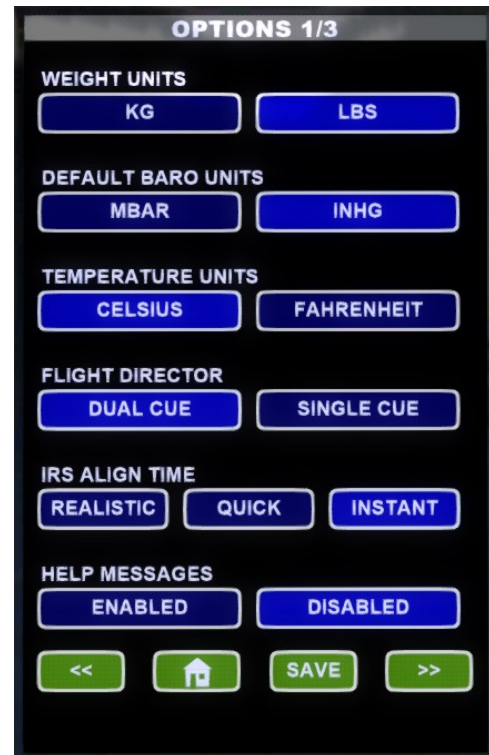 OPTIONS 1/3
WEIGHT UNITS
KG LBS
DEFAULT BARO UNITS
MBAR INHG
TEMPERATURE UNITS
CELSIUS FAHRENHEIT
FLIGHT DIRECTOR
DUAL CUE SINGLE CUE
IRS ALIGN TIME
REALISTIC QUICK INSTANT
HELP MESSAGES
ENABLED DISABLED
<< SAVE >>